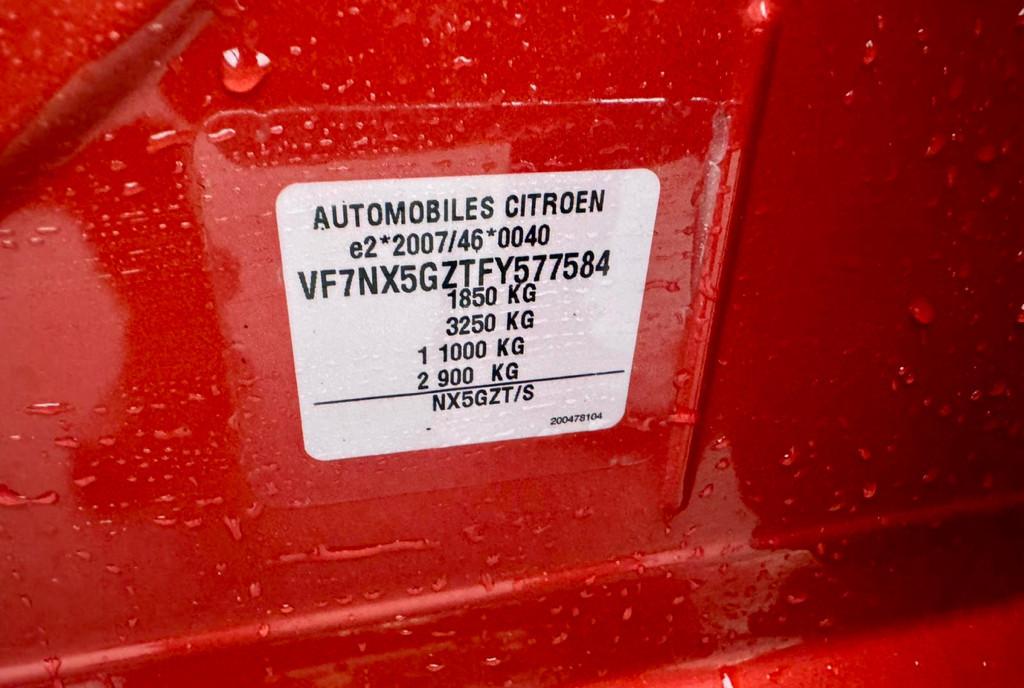 AUTOMOBILES CITROEN
e2*2007/46*0040
VF7NX5GZTFY577584
1850 KG
3250 KG
1 1000 KG
2 900 KG
NX5GZT/S
200478104